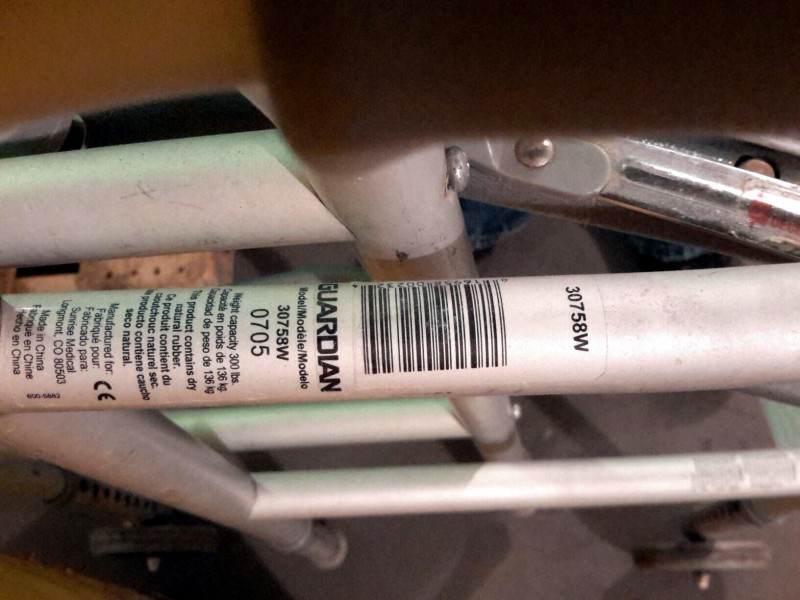 30758W
GUARDIAN
Model/Modèle/Modelo
30758W
0705
Weight capacity 300 lbs.
Capacité en poids de 136 kg
Capacidad de peso de 136 kg
This product contains dry
natural rubber.
Ce produit contient du
caoutchouc naturel sec.
producto contiene caucho
seco natural.
Manufactured for:
Fabriqué pour:
Fabricado para:
Sunrise Medical
Longmont, CO 80503
Made in China
Fabriqué en Chine
Hecho en China
CE